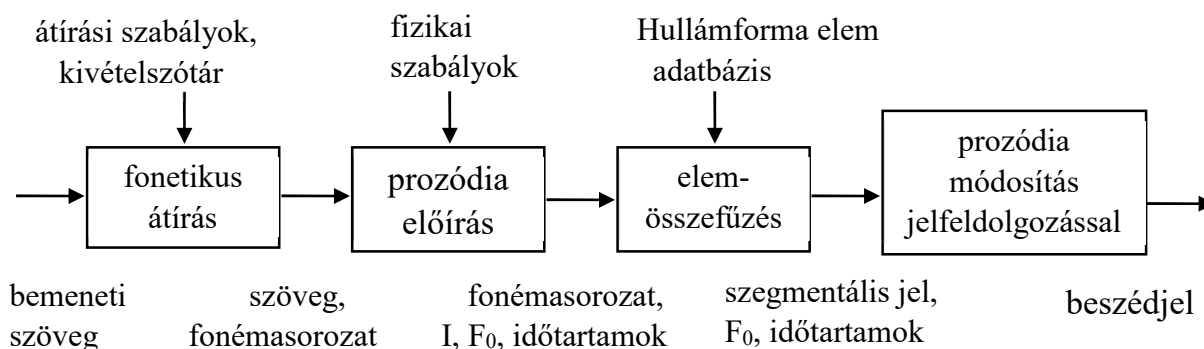 átírási szabályok,
kivételszótár
fizikai
szabályok
Hullámforma elem
adatbázis
fonetikus
átírás
prozódia
előírás
elem-
összefűzés
prozódia
módosítás
jelfeldolgozással
bemeneti
szöveg
szöveg,
fonémasorozat
fonémasorozat,
I, F₀, időtartamok
szegmentális jel,
F₀, időtartamok
beszédjel